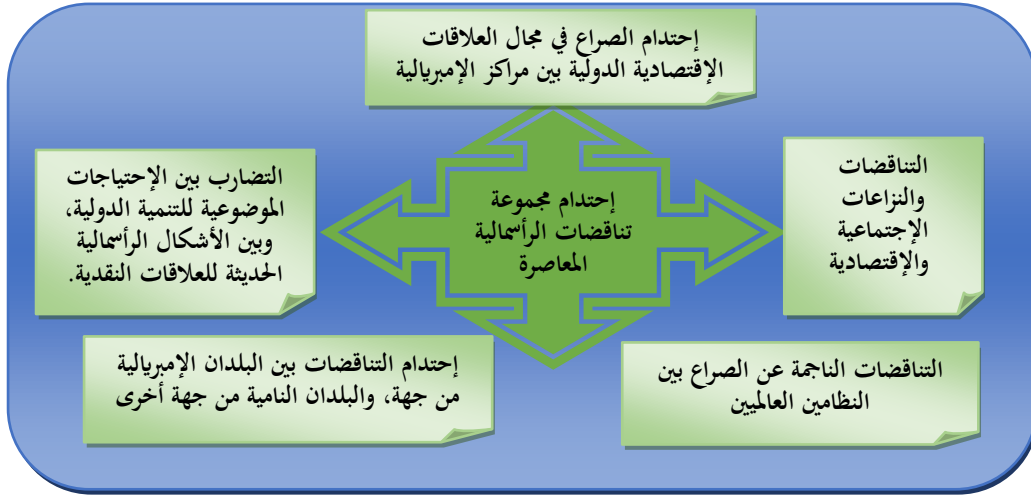 إحتدام الصراع في مجال العلاقات
الإقتصادية الدولية بين مراكز الإمبريالية
التناقضات
والنزاعات
الإجتماعية
والإقتصادية
إحتدام مجموعة
تناقضات الرأسمالية
المعاصرة
التضارب بين الإحتياجات
الموضوعية للتنمية الدولية،
وبين الأشكال الرأسمالية
الحديثة للعلاقات النقدية.
التناقضات الناجمة عن الصراع بين
النظامين العالميين
إحتدام التناقضات بين البلدان الإمبريالية
من جهة، والبلدان النامية من جهة أخرى